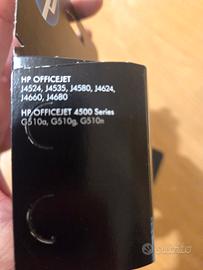 HP OFFICEJET
J4524, J4535, J4580, J4624,
J4660, J4680
HP OFFICEJET 4500 Series
G510a, G510g, G510n
subito